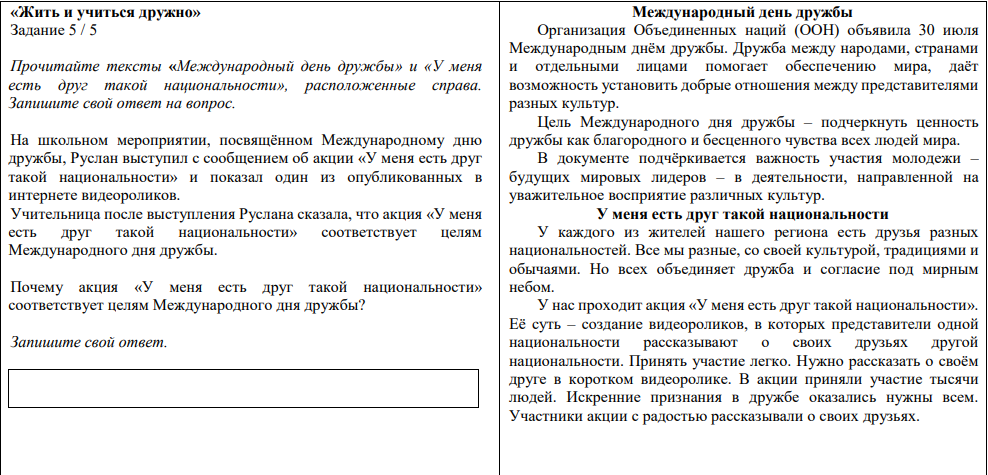 «Жить и учиться дружно»
Задание 5 / 5
Прочитайте тексты «Международный день дружбы» и «У меня
есть друг такой национальности», расположенные справа.
Запишите свой ответ на вопрос.
На школьном мероприятии, посвящённом Международному дню
дружбы, Руслан выступил с сообщением об акции «У меня есть друг
такой национальности» и показал один из опубликованных в
интернете видеороликов.
Учительница после выступления Руслана сказала, что акция «У меня
есть друг такой национальности» соответствует целям
Международного дня дружбы.
Почему акция «У меня есть друг такой национальности»
соответствует целям Международного дня дружбы?
Запишите свой ответ.
Международный день дружбы
Организация Объединенных наций (ООН) объявила 30 июля
Международным днём дружбы. Дружба между народами, странами
и отдельными лицами помогает обеспечению мира, даёт
возможность установить добрые отношения между представителями
разных культур.
Цель Международного дня дружбы – подчеркнуть ценность
дружбы как благородного и бесценного чувства всех людей мира.
В документе подчёркивается важность участия молодежи –
будущих мировых лидеров – в деятельности, направленной на
уважительное восприятие различных культур.
У меня есть друг такой национальности
У каждого из жителей нашего региона есть друзья разных
национальностей. Все мы разные, со своей культурой, традициями и
обычаями. Но всех объединяет дружба и согласие под мирным
небом.
У нас проходит акция «У меня есть друг такой национальности».
Её суть – создание видеороликов, в которых представители одной
национальности рассказывают о своих друзьях другой
национальности. Принять участие легко. Нужно рассказать о своём
друге в коротком видеоролике. В акции приняли участие тысячи
людей. Искренние признания в дружбе оказались нужны всем.
Участники акции с радостью рассказывали о своих друзьях.